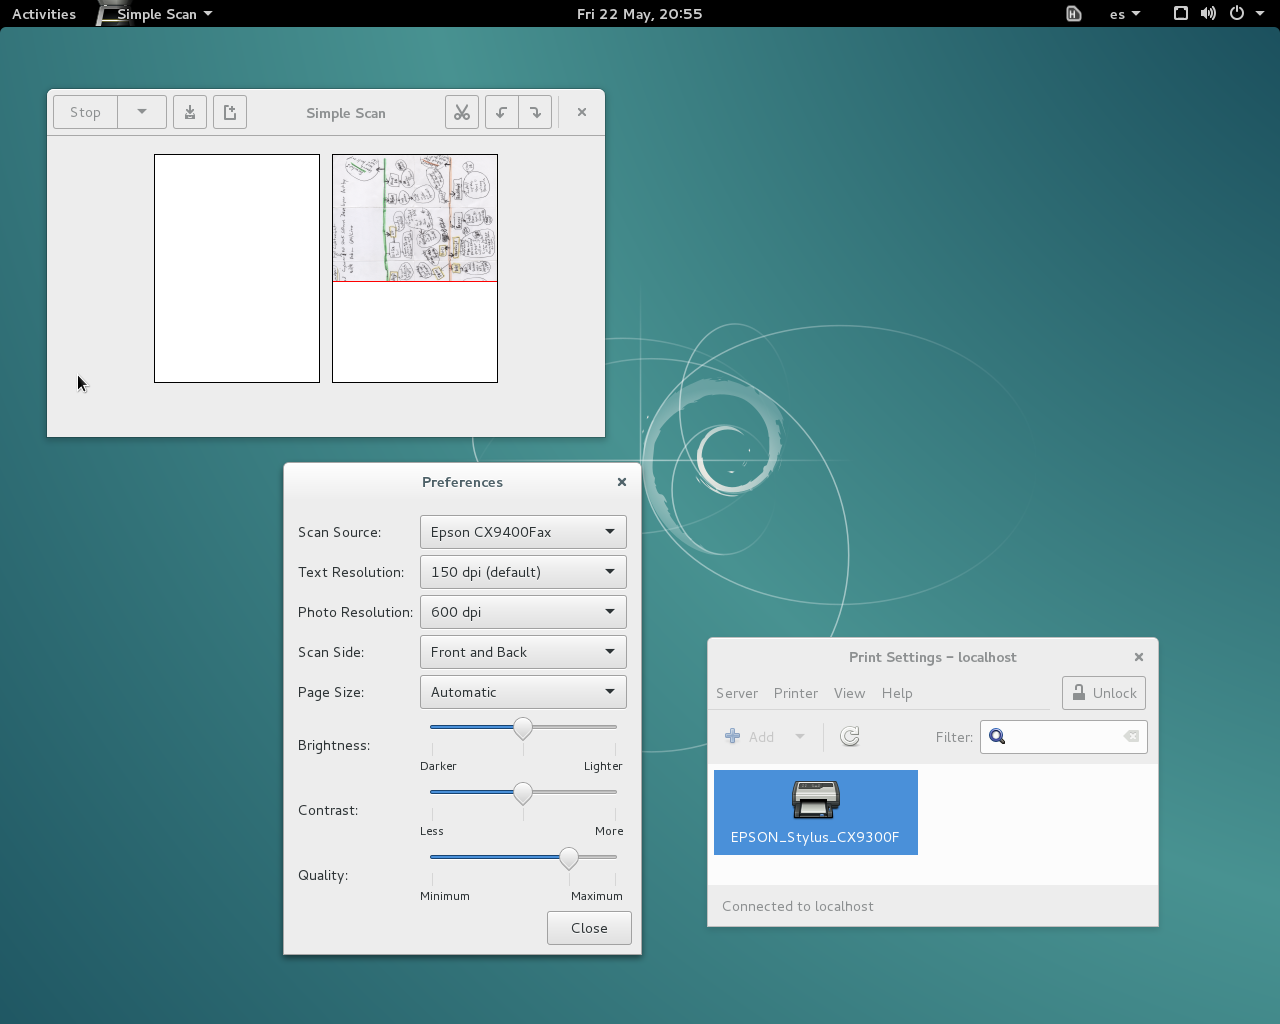 Activities
Simple Scan
Fri 22 May, 20:55
es
Stop
Simple Scan
Preferences
Scan Source:
Epson CX9400Fax
Text Resolution:
150 dpi (default)
Photo Resolution:
600 dpi
Scan Side:
Front and Back
Page Size:
Automatic
Brightness:
Darker
Lighter
Contrast:
Less
More
Quality:
Minimum
Maximum
Close
Print Settings – localhost
Server
Printer
View
Help
Unlock
Add
Filter:
EPSON_Stylus_CX9300F
Connected to localhost